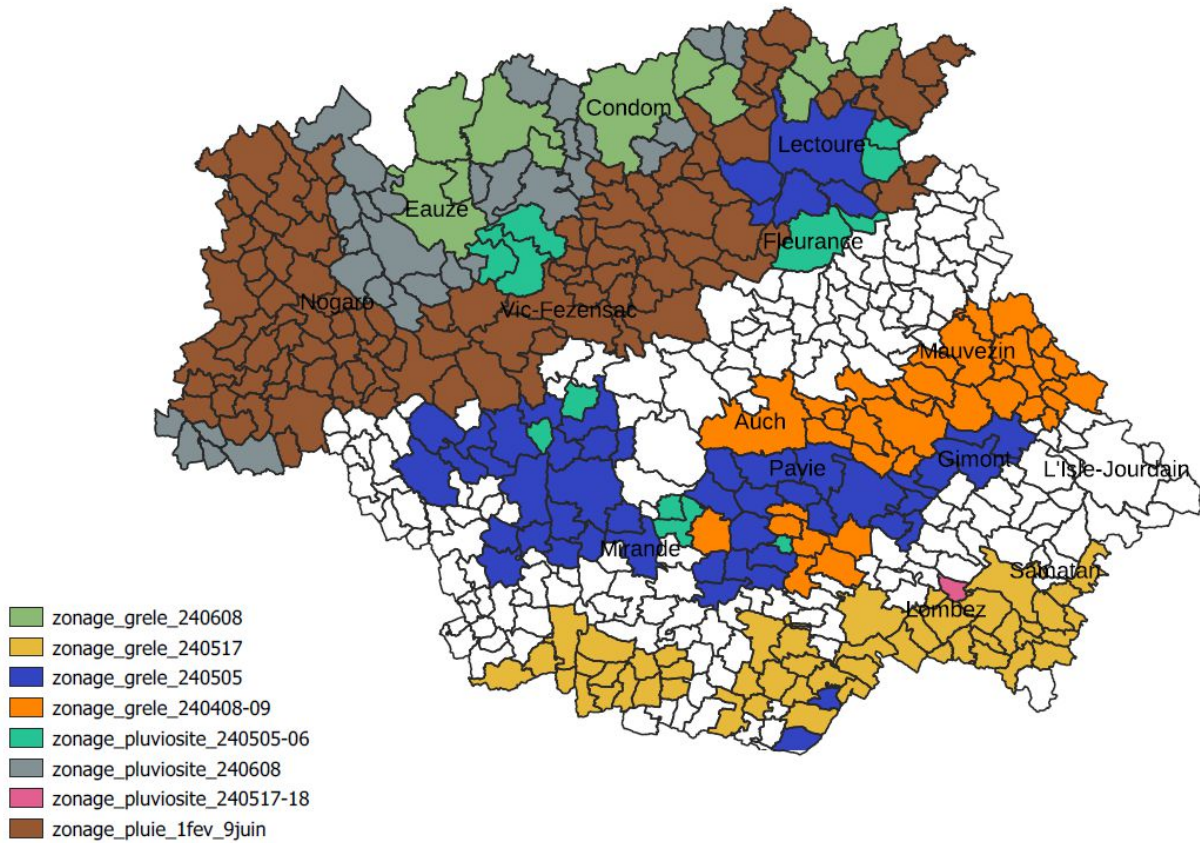 Condom
Lectoure
Eauze
Fleurance
Nogaro
Vic-Fezensac
Mauvezin
Auch
Pavie
Gimont
L'Isle-Jourdain
Mirande
Samatan
Lombez
zonage_grele_240608
zonage_grele_240517
zonage_grele_240505
zonage_grele_240408-09
zonage_pluviosite_240505-06
zonage_pluviosite_240608
zonage_pluviosite_240517-18
zonage_pluie_1fev_9juin